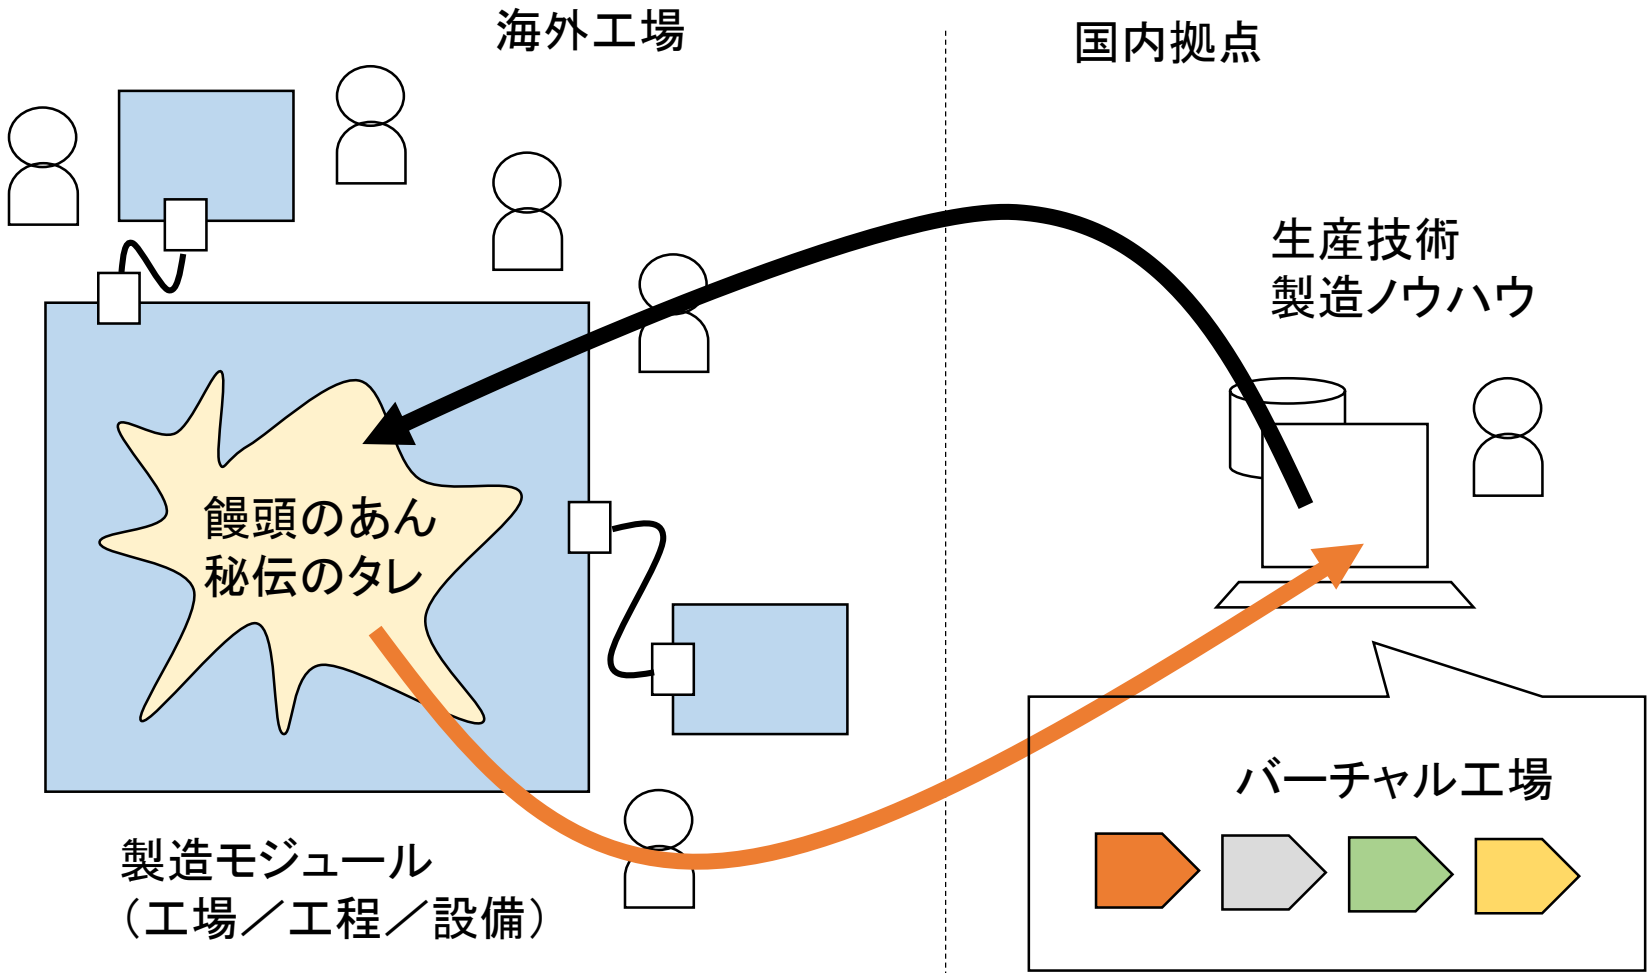 海外工場
国内拠点
生産技術
製造ノウハウ
饅頭のあん
秘伝のタレ
バーチャル工場
製造モジュール
（工場／工程／設備）